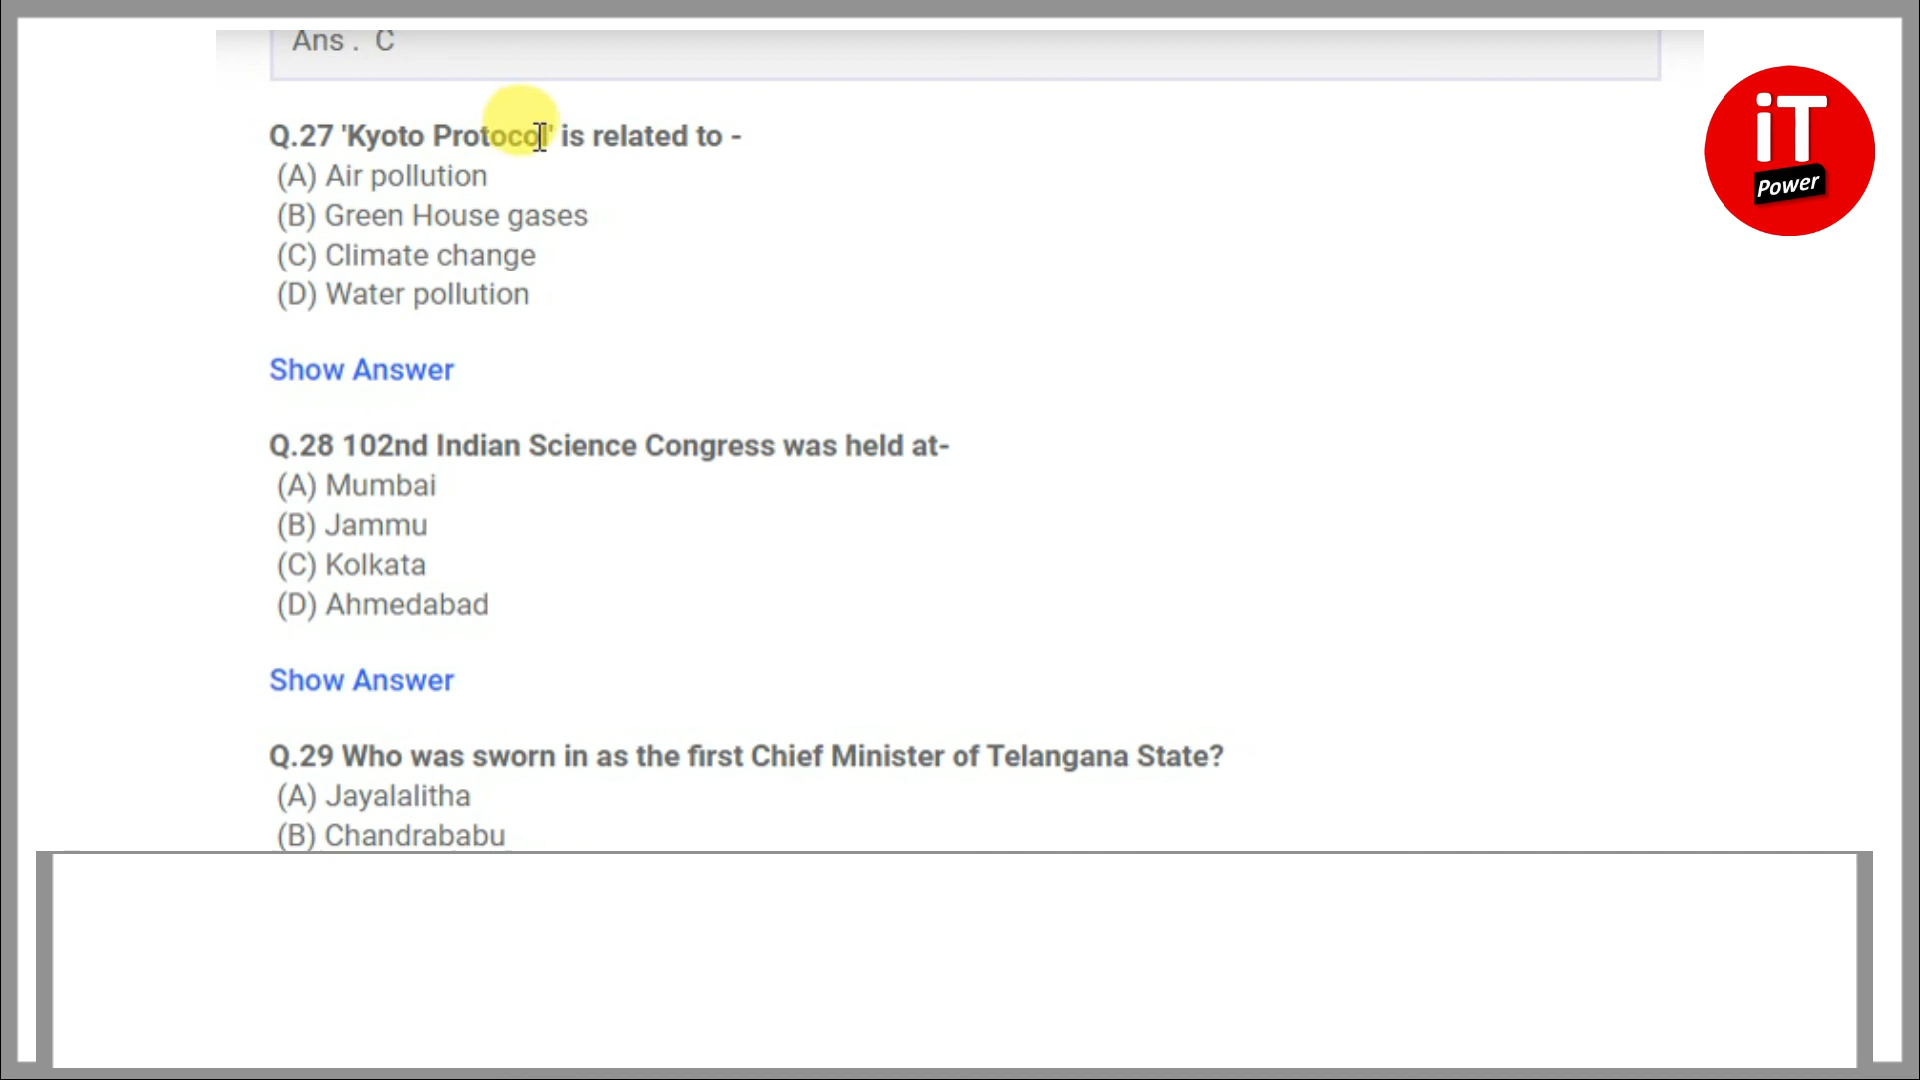 Ans . C
Q.27 'Kyoto Protocol' is related to -
(A) Air pollution
(B) Green House gases
(C) Climate change
(D) Water pollution
Show Answer
Q.28 102nd Indian Science Congress was held at-
(A) Mumbai
(B) Jammu
(C) Kolkata
(D) Ahmedabad
Show Answer
Q.29 Who was sworn in as the first Chief Minister of Telangana State?
(A) Jayalalitha
(B) Chandrababu
iT
Power